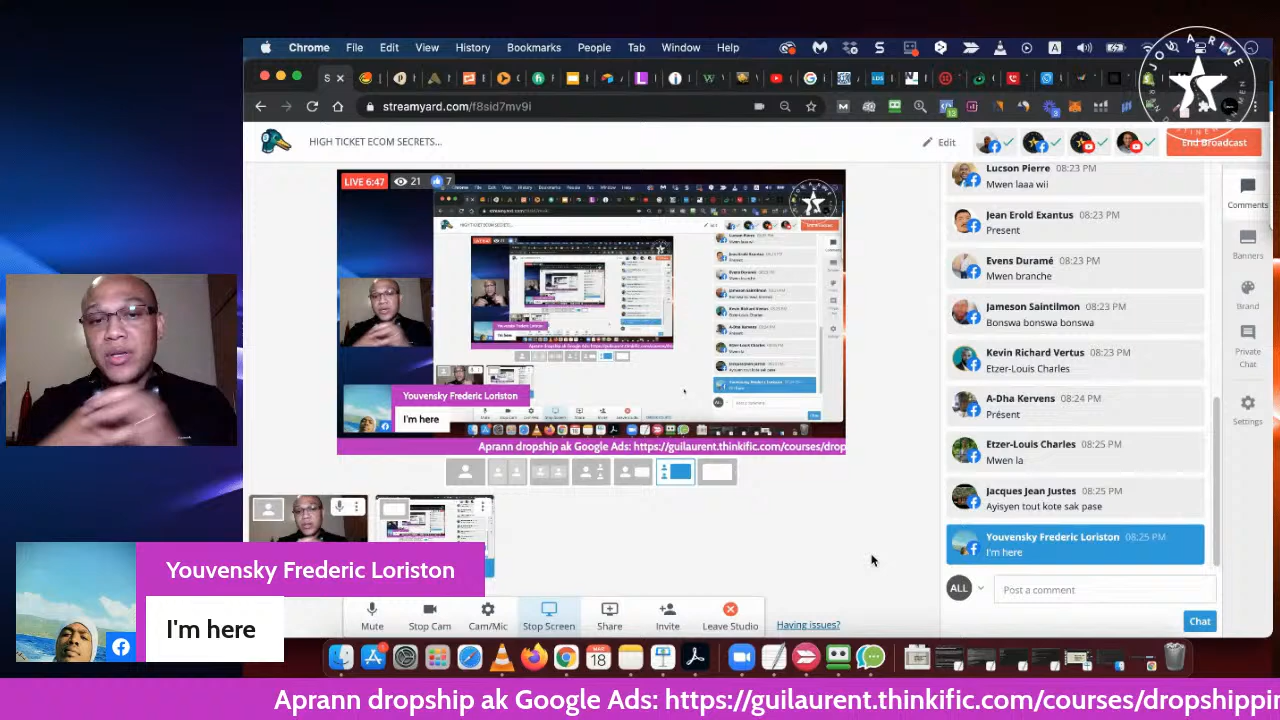 Chrome File Edit View History Bookmarks People Tab Window Help
JOU ARIVE
streamyard.com/f8sid7mv9i
HIGH TICKET ECOM SECRETS...
Edit
End Broadcast
LIVE 6:47 21 7
Lucson Pierre 08:23 PM
Mwen laaa wii
Jean Erold Exantus 08:23 PM
Present
Evens Duramé 08:23 PM
Mwen branche
Jameson Saintilmon 08:23 PM
Bonswa bonswa bonswa
Kevin Richard Vertus 08:23 PM
Etzer-Louis Charles
A-Dha Kervens 08:24 PM
Présent
Etzer-Louis Charles 08:25 PM
Mwen la
Jacques Jean Justes 08:25 PM
ayisyen tout kote sak pase
Youvensky Frederic Loriston 08:25 PM
I'm here
ALL
Post a comment
Chat
Comments
Banners
Brand
Private
Chat
Settings
Youvensky Frederic Loriston
I'm here
Aprann dropship ak Google Ads: https://guilaurent.thinkific.com/courses/drop
Mute
Stop Cam
Cam/Mic
Stop Screen
Share
Invite
Leave Studio
Having issues?
Youvensky Frederic Loriston
I'm here
MAR
18
Aprann dropship ak Google Ads: https://guilaurent.thinkific.com/courses/dropshippi